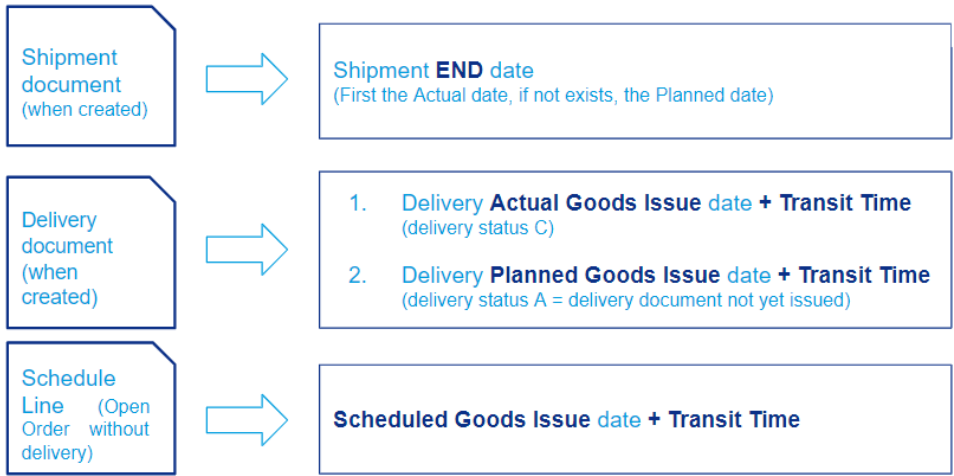 Shipment
document
(when created)
Shipment END date
(First the Actual date, if not exists, the Planned date)
Delivery
document
(when
created)
1. Delivery Actual Goods Issue date + Transit Time
(delivery status C)
2. Delivery Planned Goods Issue date + Transit Time
(delivery status A = delivery document not yet issued)
Schedule
Line (Open
Order without
delivery)
Scheduled Goods Issue date + Transit Time